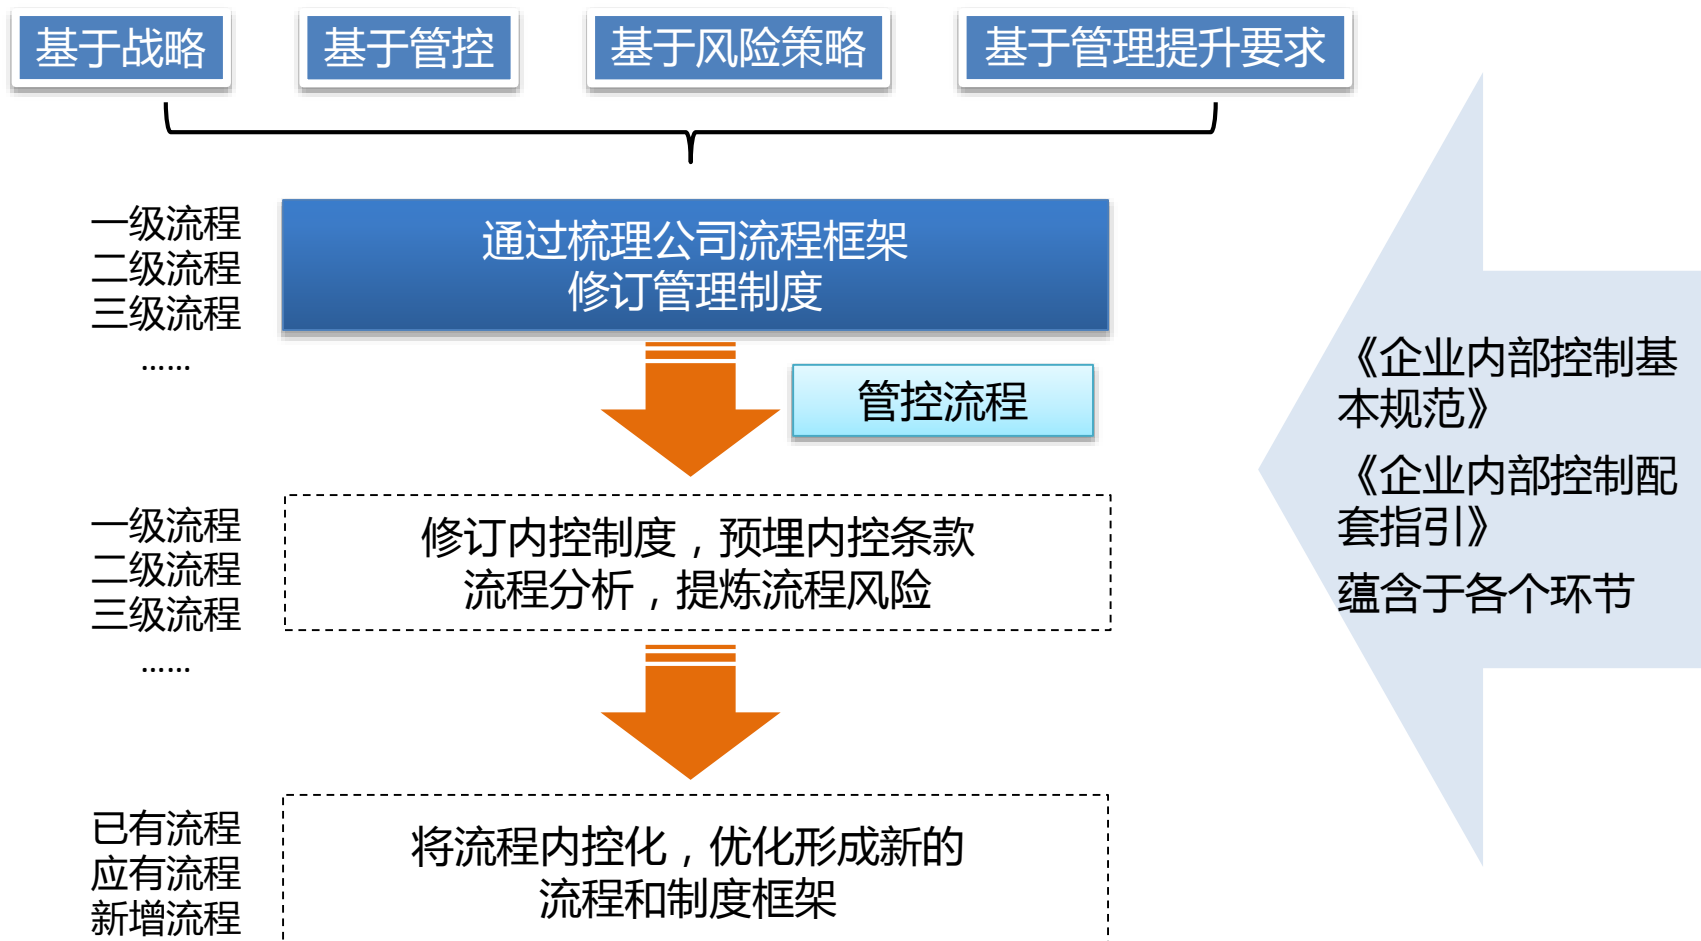 基于战略
基于管控
基于风险策略
基于管理提升要求
一级流程
二级流程
三级流程
......
通过梳理公司流程框架
修订管理制度
管控流程
《企业内部控制基
本规范》
《企业内部控制配
套指引》
蕴含于各个环节
一级流程
二级流程
三级流程
......
修订内控制度，预埋内控条款
流程分析，提炼流程风险
已有流程
应有流程
新增流程
将流程内控化，优化形成新的
流程和制度框架